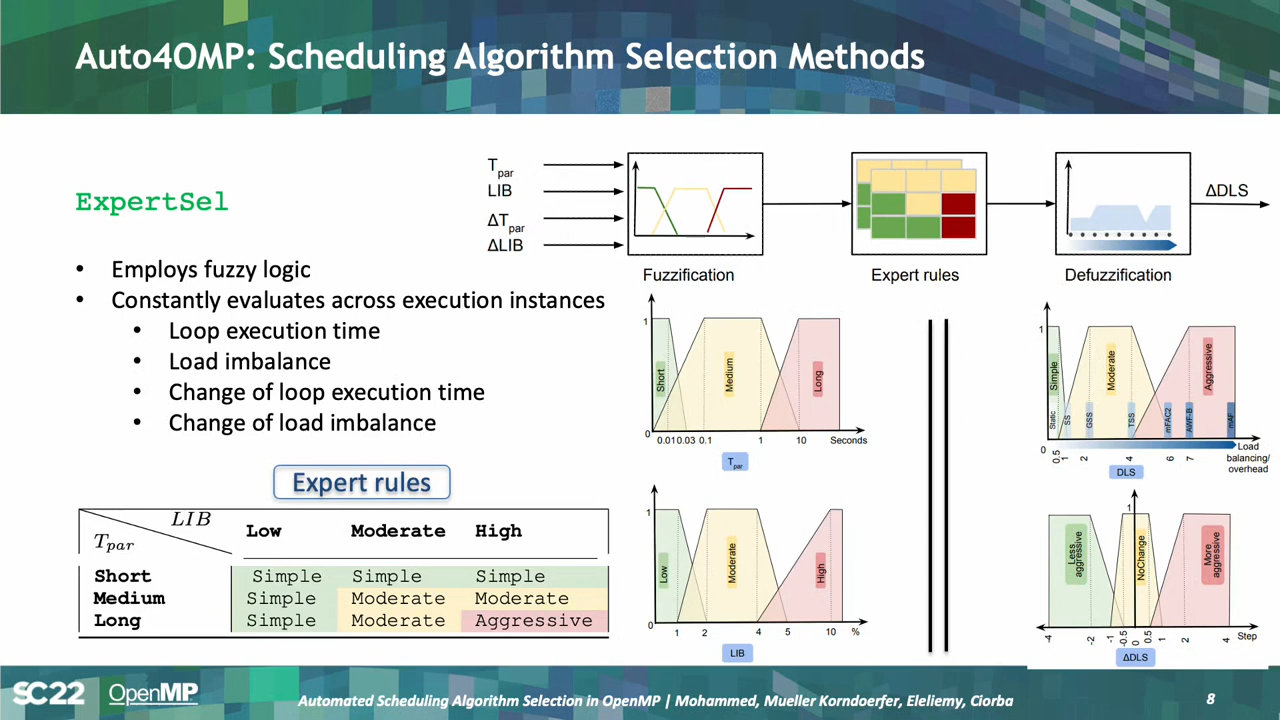 Auto4OMP: Scheduling Algorithm Selection Methods
ExpertSel
• Employs fuzzy logic
• Constantly evaluates across execution instances
• Loop execution time
• Load imbalance
• Change of loop execution time
• Change of load imbalance
Expert rules
LIB
T_par
Low Moderate High
Short Simple Simple Simple
Medium Simple Moderate Moderate
Long Simple Moderate Aggressive
T_par
LIB
ΔT_par
ΔLIB
ΔDLS
Fuzzification
Expert rules
Defuzzification
1
Short
Medium
Long
0
0.01 0.03 0.1 1 10 Seconds
T_par
1
Low
Moderate
High
0
1 2 4 5 10 %
LIB
1
Simple
Moderate
Aggressive
Static
SS
GSS
TSS
mFAC2
AWF-B
mAF
0
0.5 1 2 4 6 7
Load
balancing/
overhead
DLS
1
Less
aggressive
NoChange
More
aggressive
-4 -2 -1 -0.5 0 0.5 1 2 4 Step
ΔDLS
SC22
OpenMP
Automated Scheduling Algorithm Selection in OpenMP | Mohammed, Mueller Korndoerfer, Eleliemy, Ciorba
8